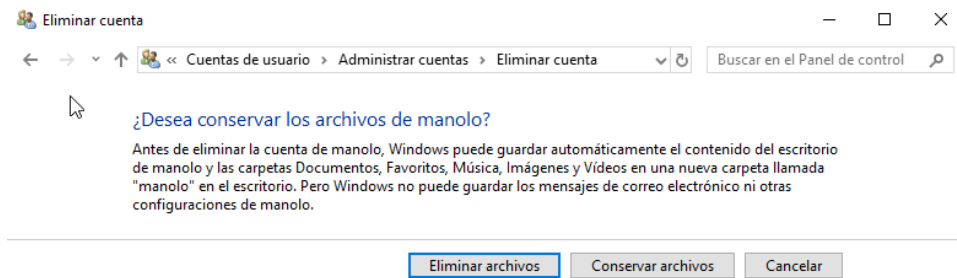 Eliminar cuenta
« Cuentas de usuario > Administrar cuentas > Eliminar cuenta
Buscar en el Panel de control
¿Desea conservar los archivos de manolo?
Antes de eliminar la cuenta de manolo, Windows puede guardar automáticamente el contenido del escritorio
de manolo y las carpetas Documentos, Favoritos, Música, Imágenes y Vídeos en una nueva carpeta llamada
"manolo" en el escritorio. Pero Windows no puede guardar los mensajes de correo electrónico ni otras
configuraciones de manolo.
Eliminar archivos
Conservar archivos
Cancelar